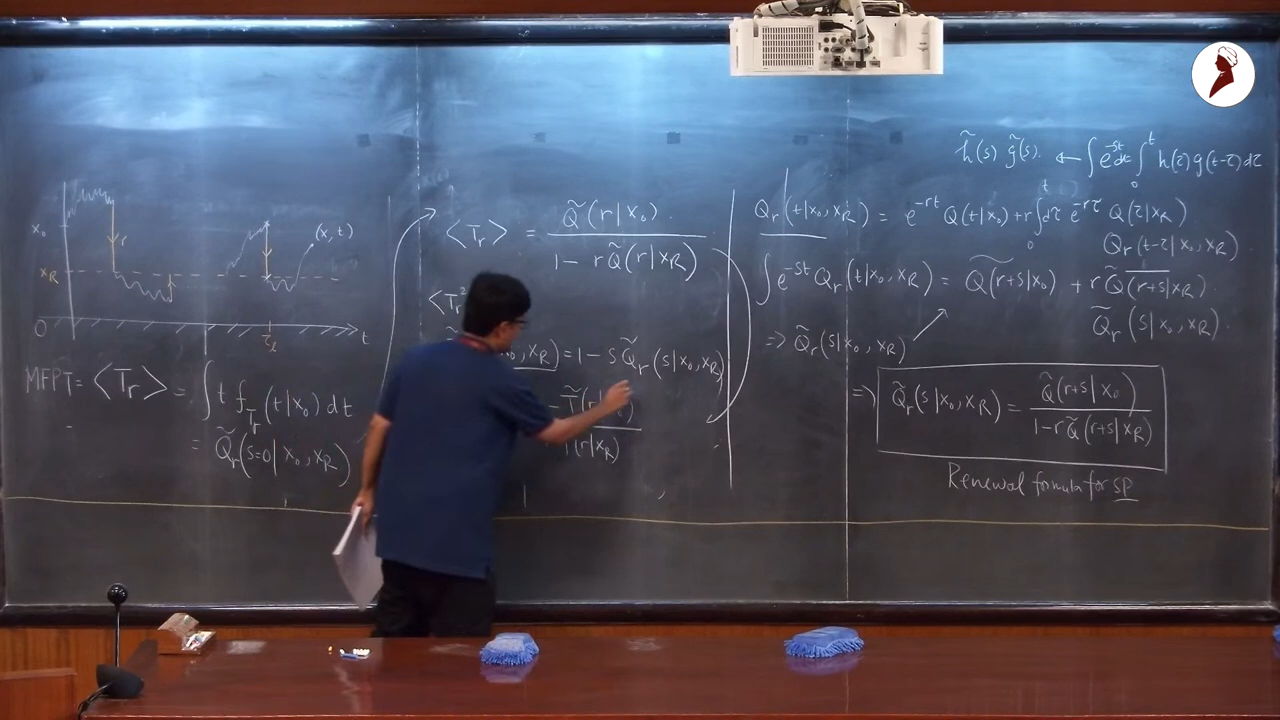 x₀
r
(x, t)
x_R
0
τ_l
t
MFPT = <T_r> = ∫ t f_{T_r}(t|x₀) dt
= Q̃_r(s=0|x₀, x_R)
<T_r> = Q̃(r|x₀) / (1 - r Q̃(r|x_R))
<T_r²
x₀, x_R) = 1 - s Q̃_r(s|x₀, x_R)
(r|x_R)
h̃(s) g̃(s). ← ∫ e^{-st} dt ∫₀^t h(τ) g(t-τ) dτ
Q_r(t|x₀, x_R) = e^{-rt} Q(t|x₀) + r ∫₀^t dτ e^{-rτ} Q(τ|x_R)
Q_r(t-τ|x₀, x_R)
∫ e^{-st} Q_r(t|x₀, x_R) = Q̃(r+s|x₀) + r Q̃(r+s|x_R)
Q̃_r(s|x₀, x_R)
⇒ Q̃_r(s|x₀, x_R)
⇒ Q̃_r(s|x₀, x_R) = Q̃(r+s|x₀) / (1 - r Q̃(r+s|x_R))
Renewal formula for SP